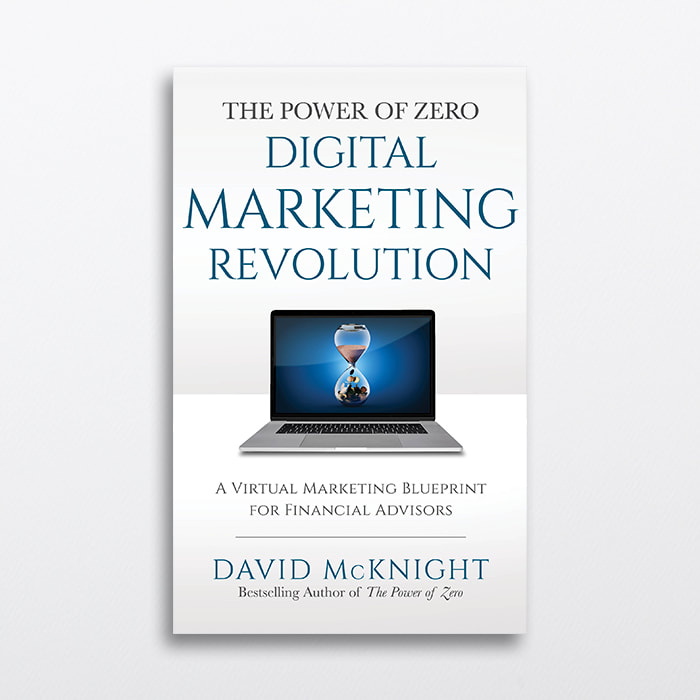 THE POWER OF ZERO
DIGITAL
MARKETING
REVOLUTION
A VIRTUAL MARKETING BLUEPRINT
FOR FINANCIAL ADVISORS
DAVID McKNIGHT
Bestselling Author of The Power of Zero